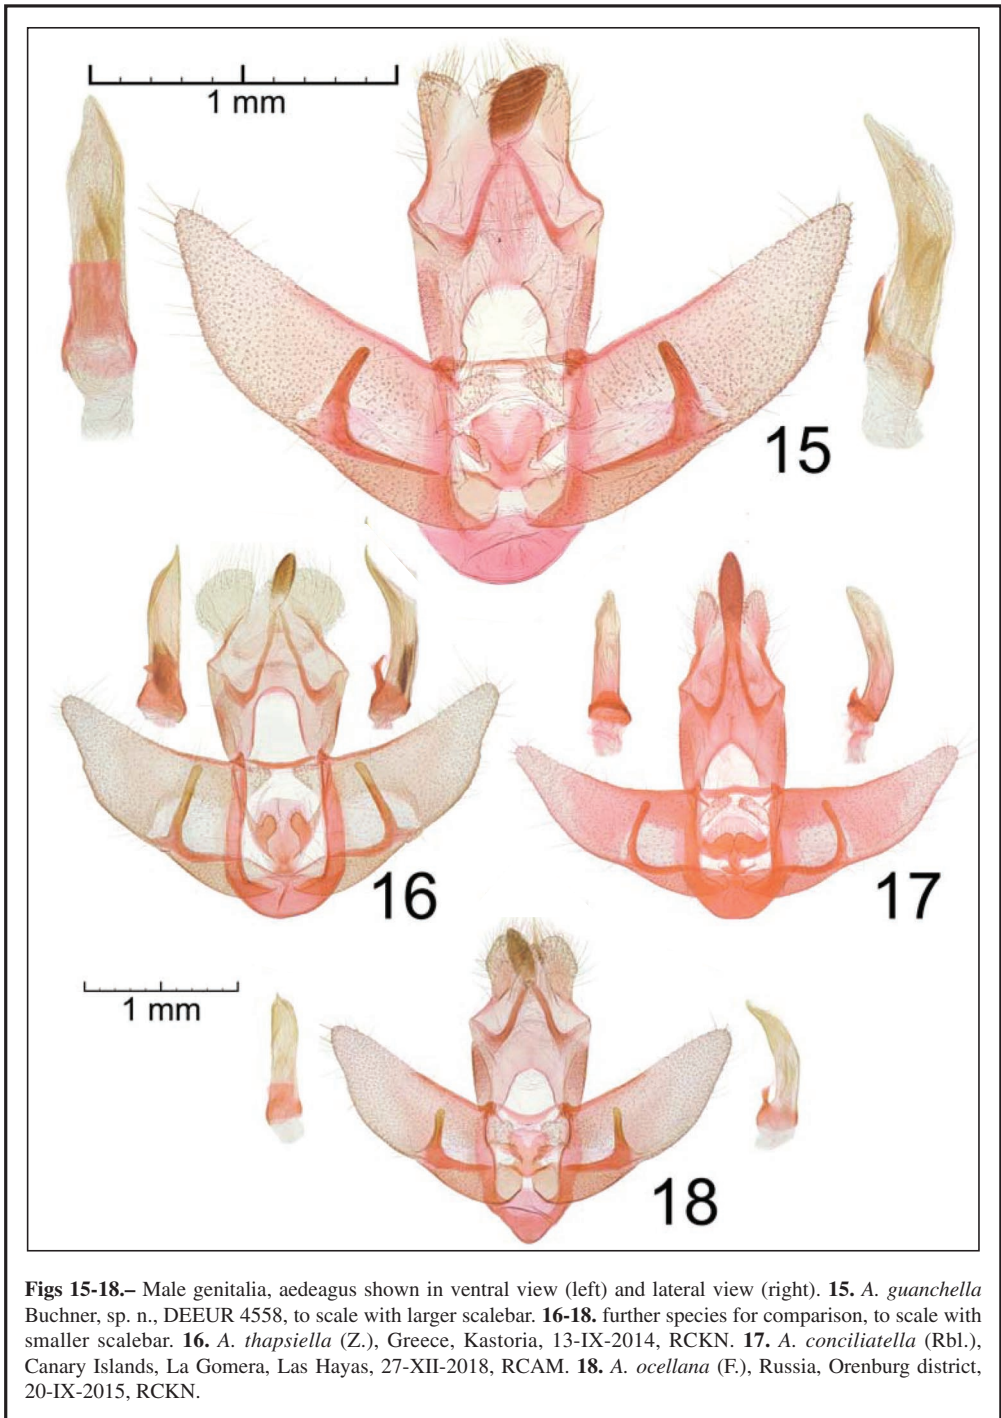 1 mm
15
16
17
1 mm
18
Figs 15-18.– Male genitalia, aedeagus shown in ventral view (left) and lateral view (right). 15. A. guanchella
Buchner, sp. n., DEEUR 4558, to scale with larger scalebar. 16-18. further species for comparison, to scale with
smaller scalebar. 16. A. thapsiella (Z.), Greece, Kastoria, 13-IX-2014, RCKN. 17. A. conciliatella (Rbl.),
Canary Islands, La Gomera, Las Hayas, 27-XII-2018, RCAM. 18. A. ocellana (F.), Russia, Orenburg district,
20-IX-2015, RCKN.